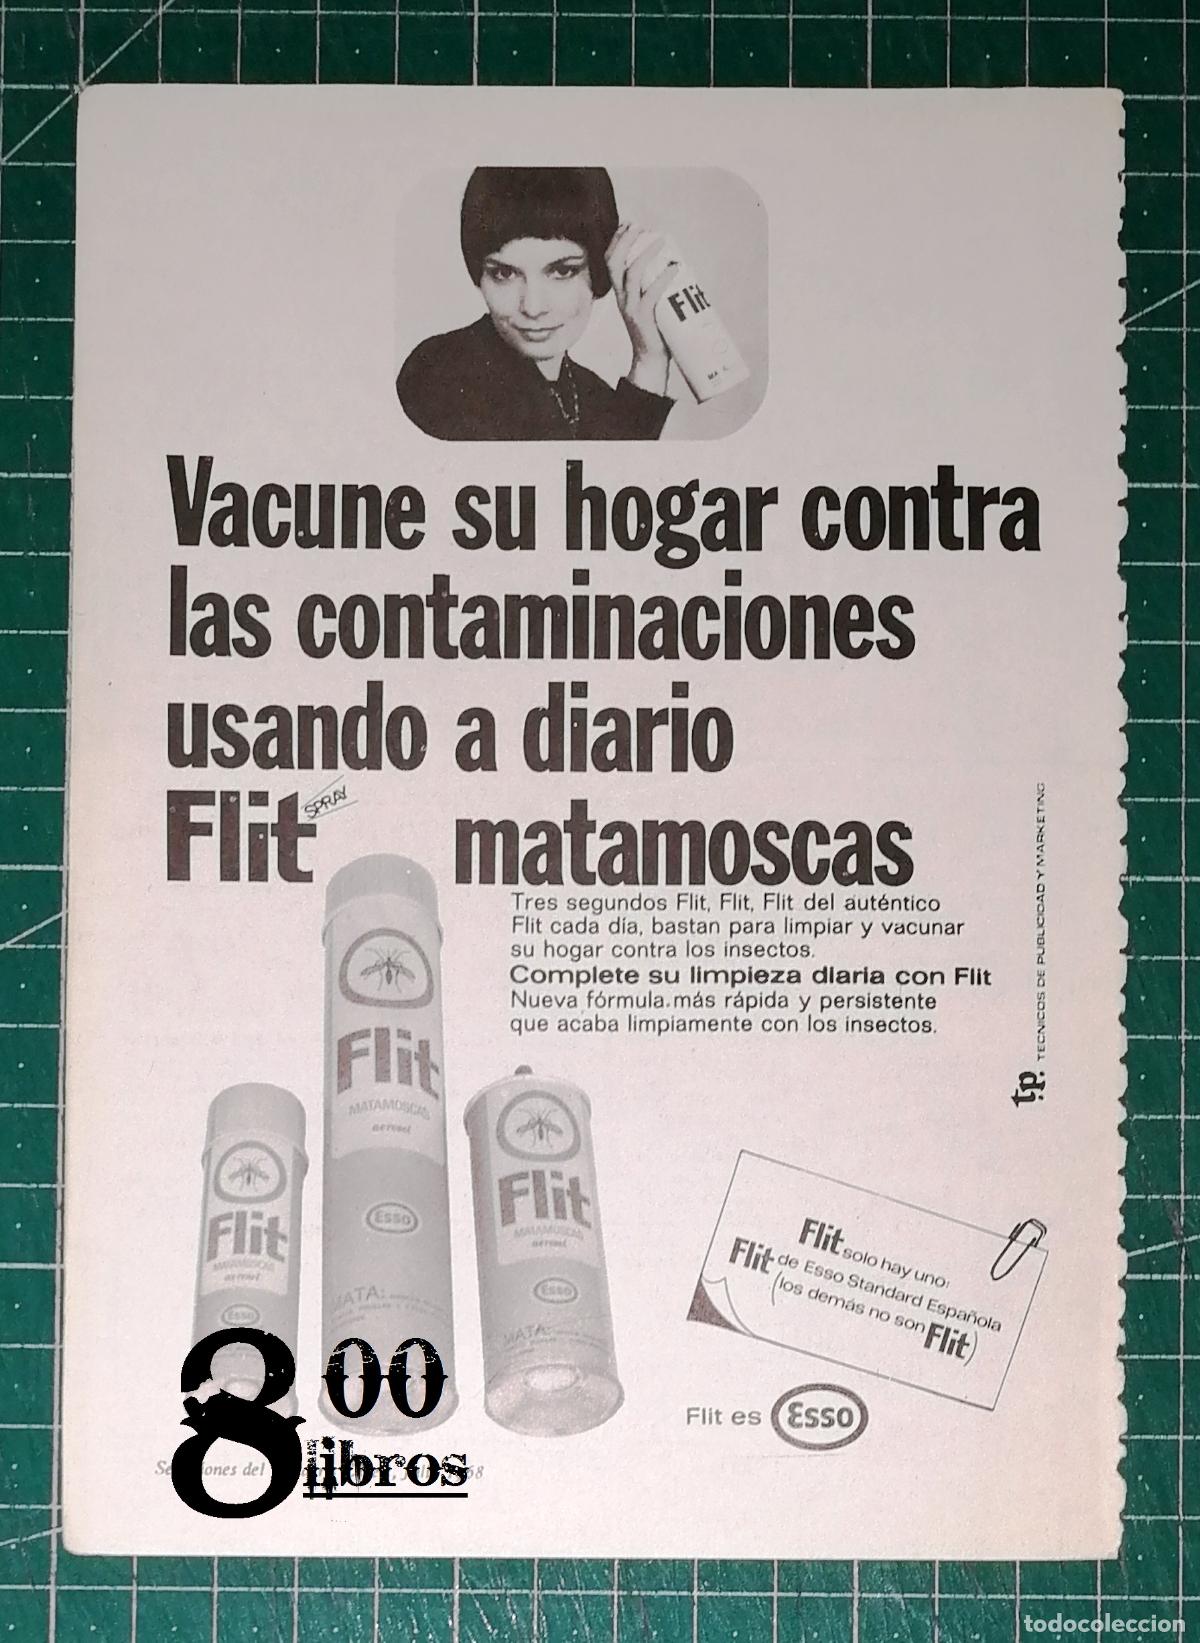 Flit
Vacune su hogar contra
las contaminaciones
usando a diario
Flit SPRAY matamoscas
Tres segundos Flit, Flit, Flit del auténtico
Flit cada día, bastan para limpiar y vacunar
su hogar contra los insectos.
Complete su limpieza diaria con Flit
Nueva fórmula más rápida y persistente
que acaba limpiamente con los insectos.
t.p. TECNICOS DE PUBLICIDAD Y MARKETING
Flit
MATAMOSCAS
aerosol
Esso
MATA:
Flit
MATAMOSCAS
aerosol
Esso
Flit
MATAMOSCAS
aerosol
Esso
MATA:
Flit solo hay uno:
Flit de Esso Standard Española
(los demás no son Flit)
Flit es Esso
800
libros
del
todocoleccion